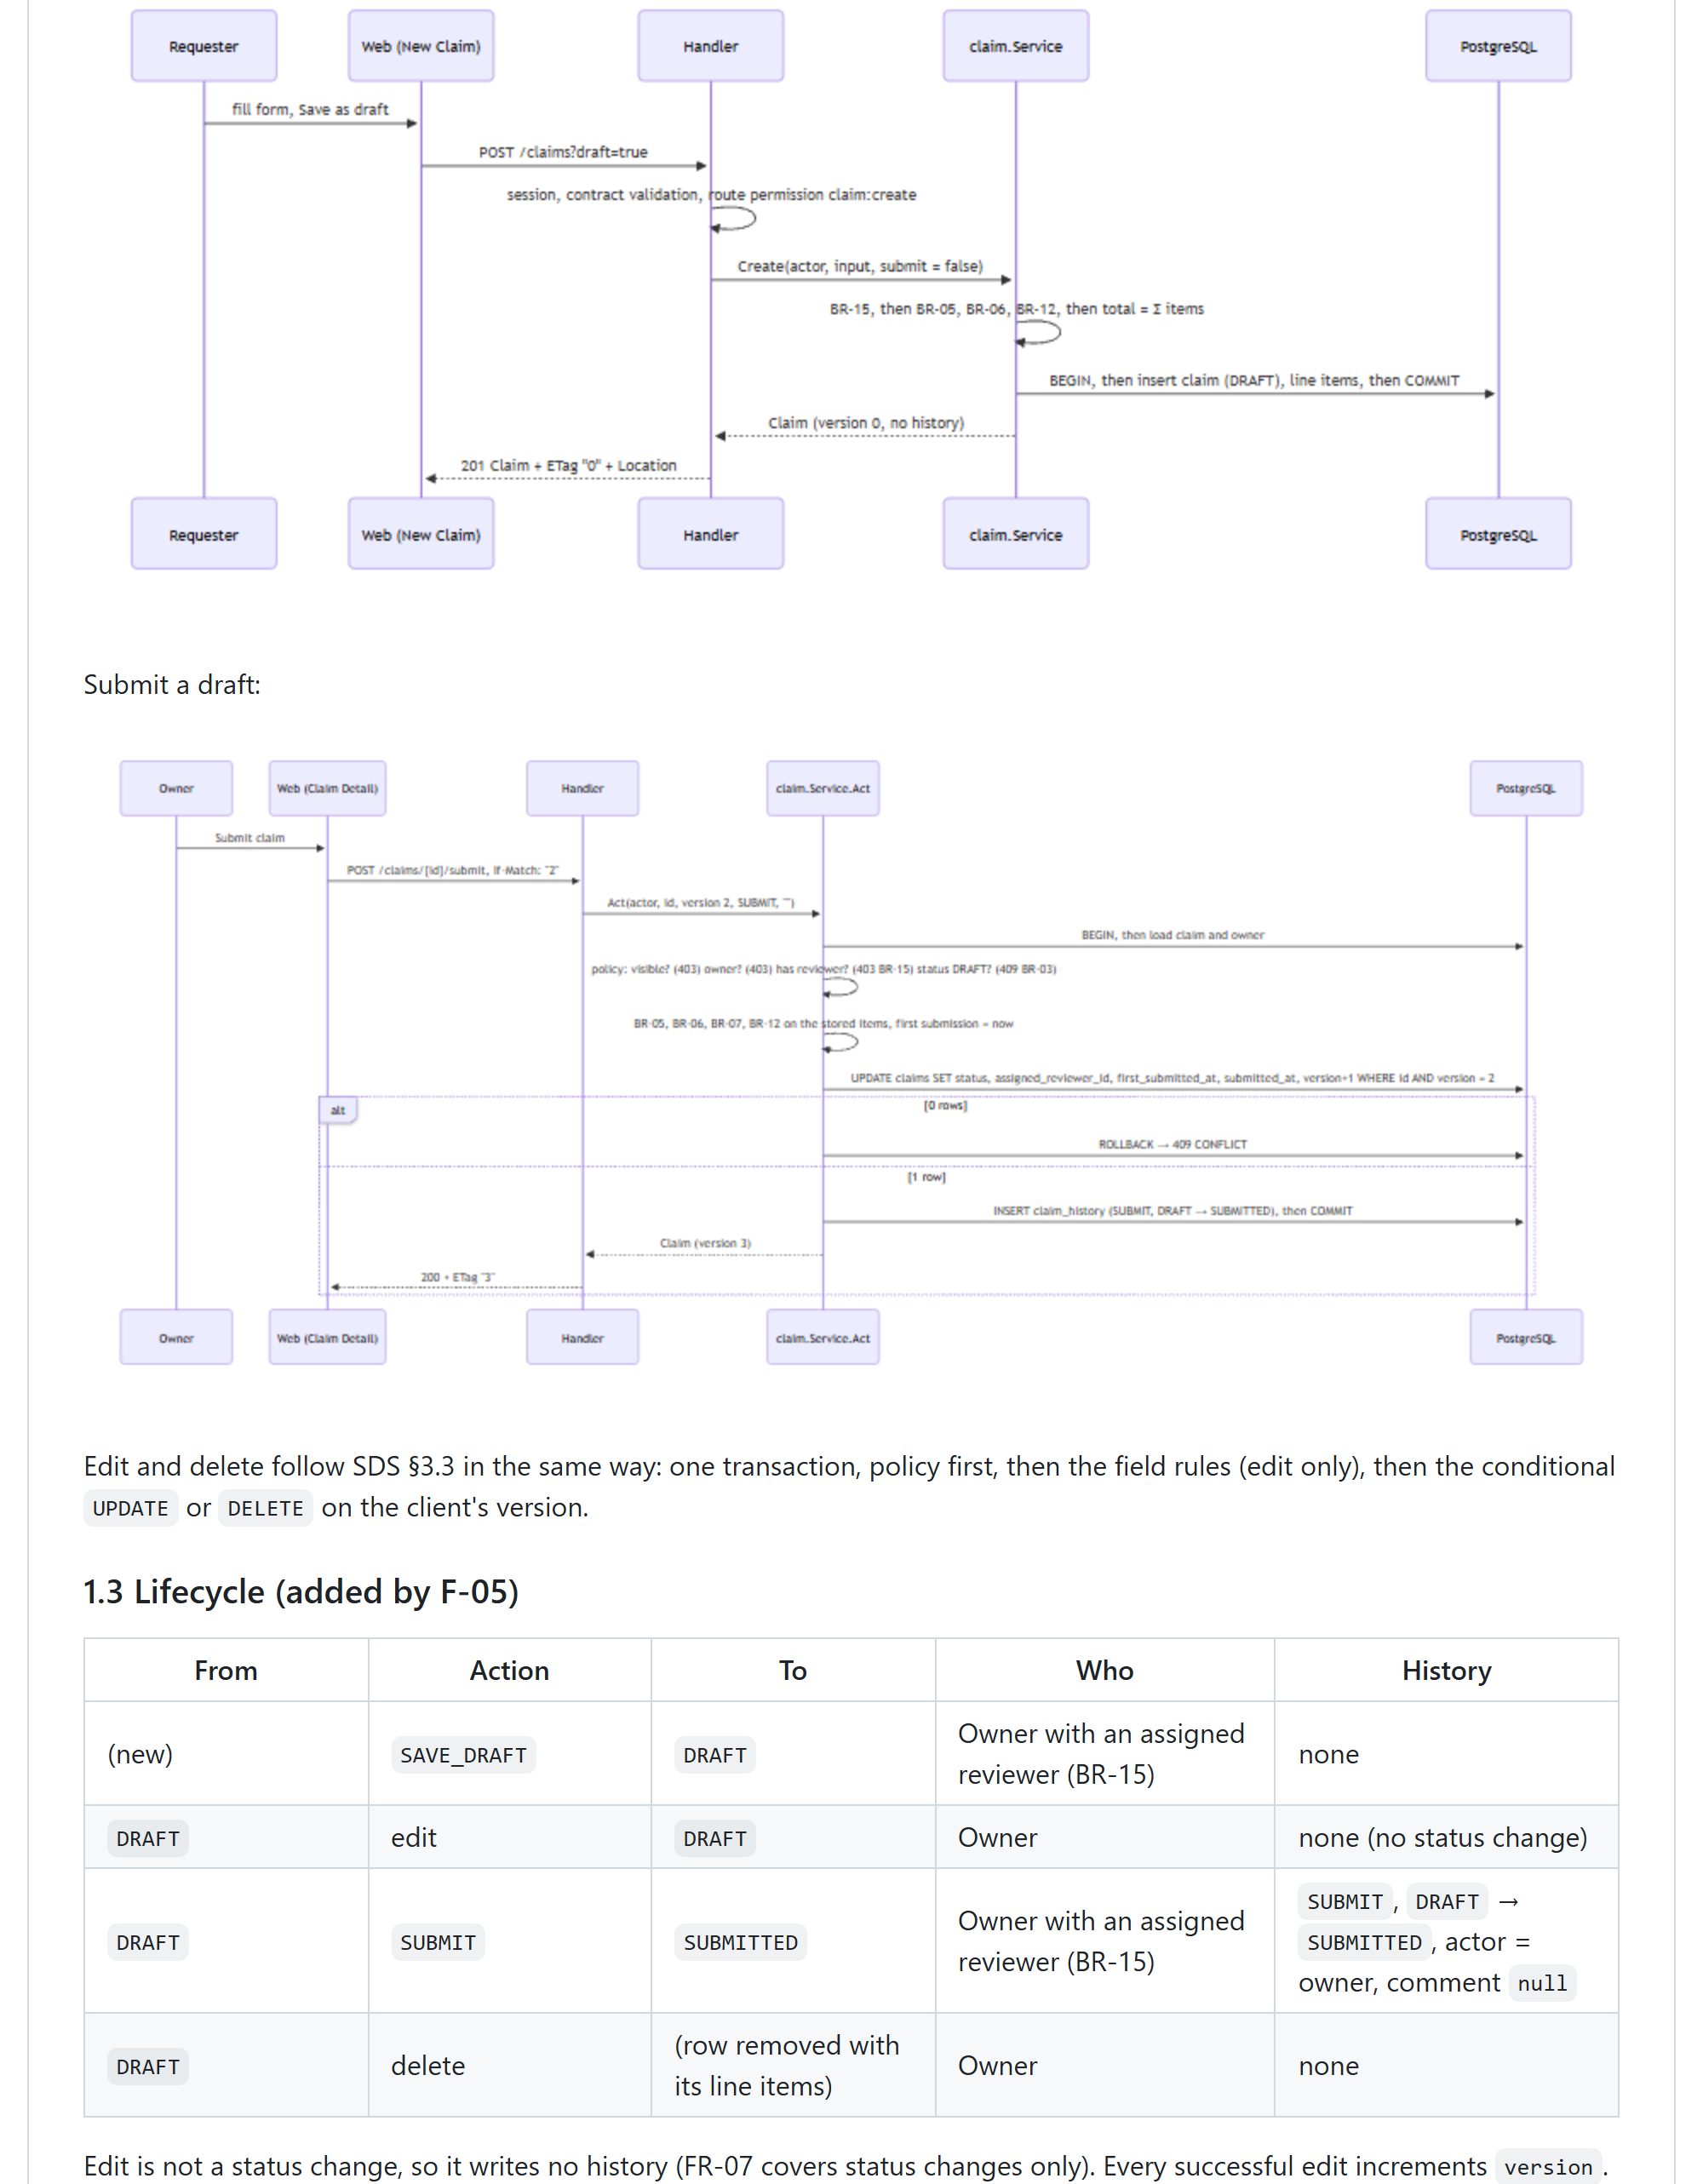 Requester Web (New Claim) Handler claim.Service PostgreSQL
fill form, Save as draft
POST /claims?draft=true
session, contract validation, route permission claim:create
Create(actor, input, submit = false)
BR-15, then BR-05, BR-06, BR-12, then total = Σ items
BEGIN, then insert claim (DRAFT), line items, then COMMIT
Claim (version 0, no history)
201 Claim + ETag "0" + Location
Requester Web (New Claim) Handler claim.Service PostgreSQL
Submit a draft:
Owner Web (Claim Detail) Handler claim.Service.Act PostgreSQL
Submit claim
POST /claims/[id]/submit, If-Match: "2"
Act(actor, id, version 2, SUBMIT, "")
BEGIN, then load claim and owner
policy: visible? (403) owner? (403) has reviewer? (403 BR-15) status DRAFT? (409 BR-03)
BR-05, BR-06, BR-07, BR-12 on the stored items, first submission = now
UPDATE claims SET status, assigned_reviewer_id, first_submitted_at, submitted_at, version+1 WHERE id AND version = 2
alt [0 rows]
ROLLBACK → 409 CONFLICT
[1 row]
INSERT claim_history (SUBMIT, DRAFT → SUBMITTED), then COMMIT
Claim (version 3)
200 + ETag "3"
Owner Web (Claim Detail) Handler claim.Service.Act PostgreSQL
Edit and delete follow SDS §3.3 in the same way: one transaction, policy first, then the field rules (edit only), then the conditional
UPDATE or DELETE on the client's version.
1.3 Lifecycle (added by F-05)
From Action To Who History
(new) SAVE_DRAFT DRAFT Owner with an assigned reviewer (BR-15) none
DRAFT edit DRAFT Owner none (no status change)
DRAFT SUBMIT SUBMITTED Owner with an assigned reviewer (BR-15) SUBMIT, DRAFT → SUBMITTED, actor = owner, comment null
DRAFT delete (row removed with its line items) Owner none
Edit is not a status change, so it writes no history (FR-07 covers status changes only). Every successful edit increments version.